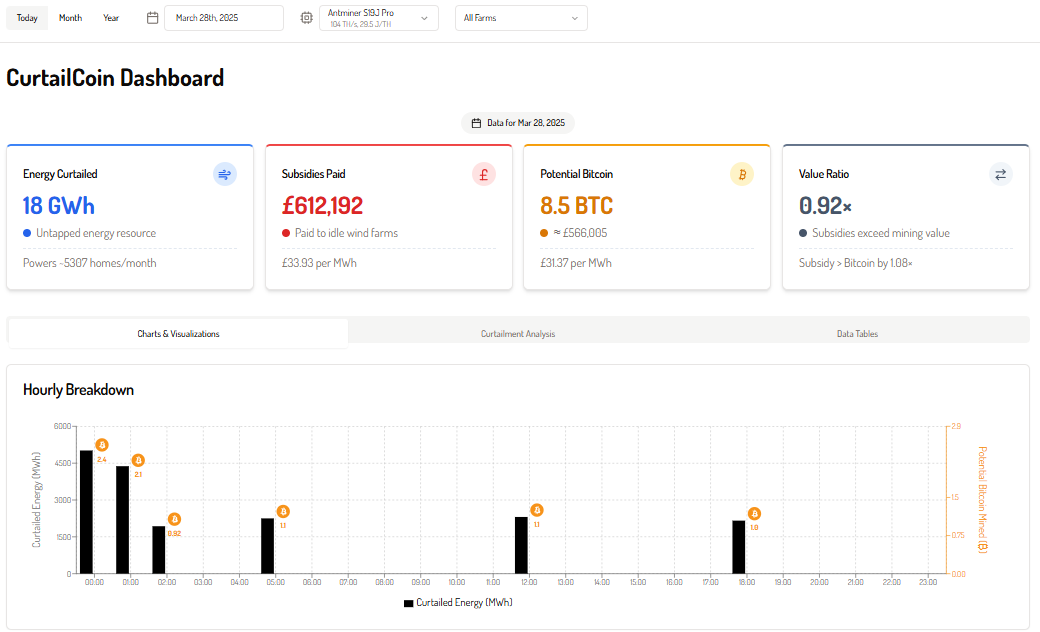 Today Month Year March 28th, 2025 Antminer S19J Pro All Farms
104 TH/s, 29.5 J/TH
CurtailCoin Dashboard
Data for Mar 28, 2025
Energy Curtailed
18 GWh
Untapped energy resource
Powers ~5307 homes/month
Subsidies Paid
£
£612,192
Paid to idle wind farms
£33.93 per MWh
Potential Bitcoin
₿
8.5 BTC
≈ £566,005
£31.37 per MWh
Value Ratio
0.92×
Subsidies exceed mining value
Subsidy > Bitcoin by 1.08×
Charts & Visualizations Curtailment Analysis Data Tables
Hourly Breakdown
Curtailed Energy (MWh)
6000
4500
3000
1500
0
₿
2.4
₿
2.1
₿
0.92
₿
1.1
₿
1.1
₿
1.0
2.9
1.5
0.75
0.00
Potential Bitcoin Mined (₿)
00:00 01:00 02:00 03:00 04:00 05:00 06:00 07:00 08:00 09:00 10:00 11:00 12:00 13:00 14:00 15:00 16:00 17:00 18:00 19:00 20:00 21:00 22:00 23:00
Curtailed Energy (MWh)